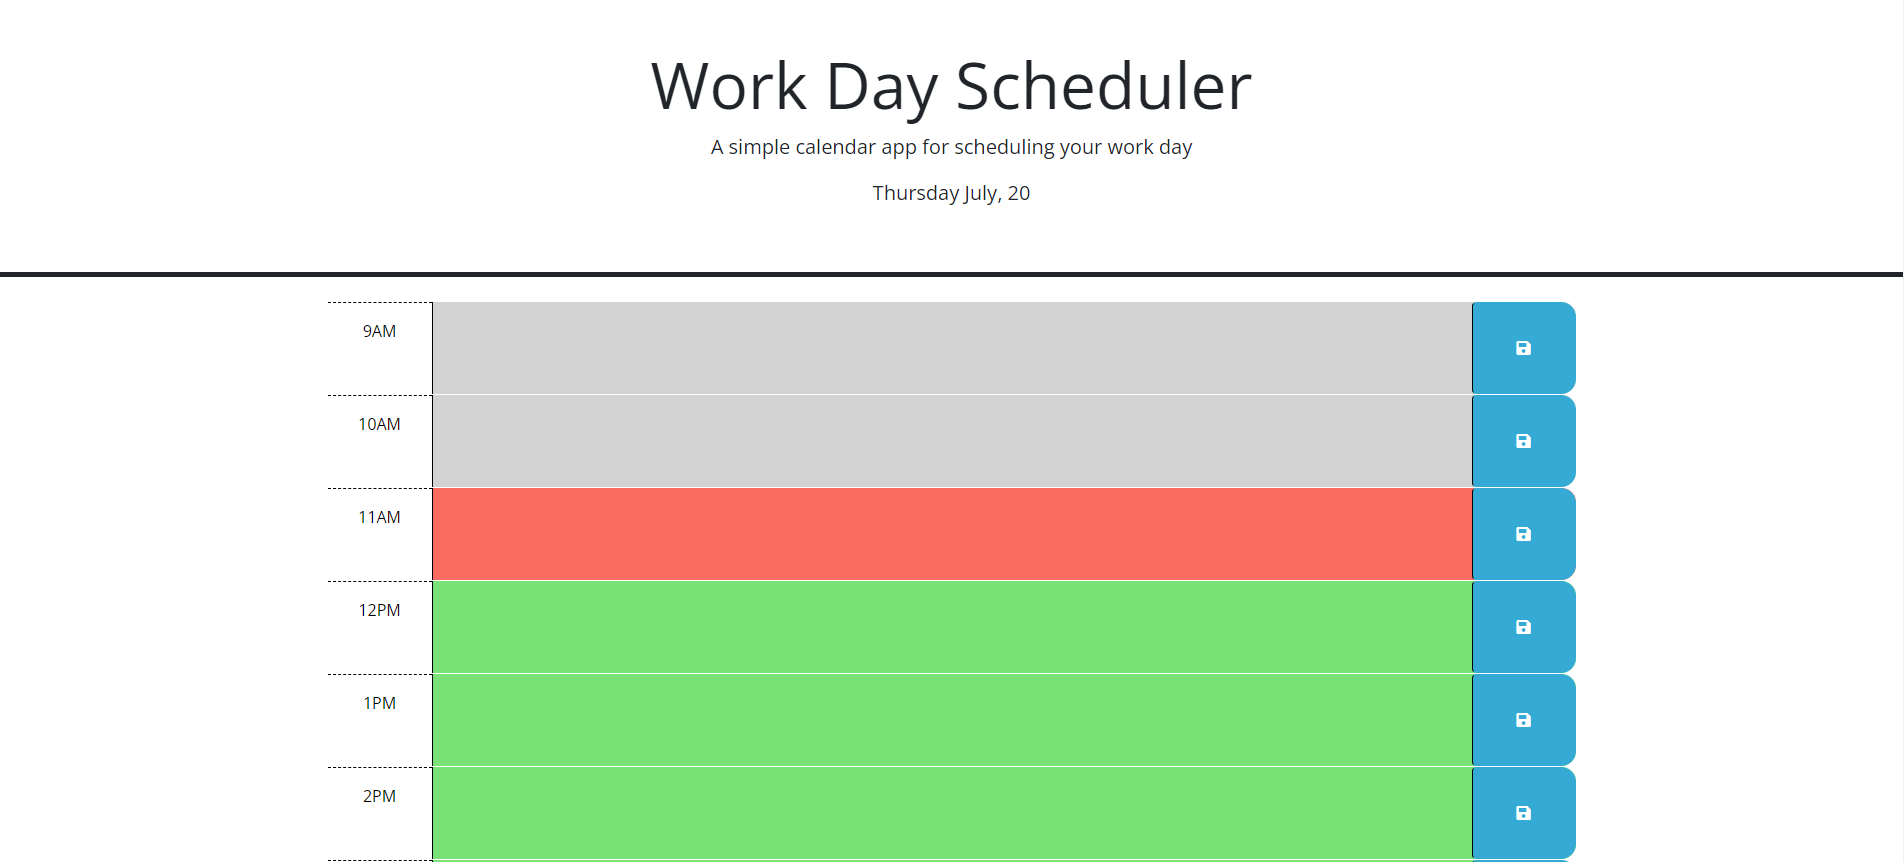 Work Day Scheduler
A simple calendar app for scheduling your work day
Thursday July, 20
9AM
10AM
11AM
12PM
1PM
2PM